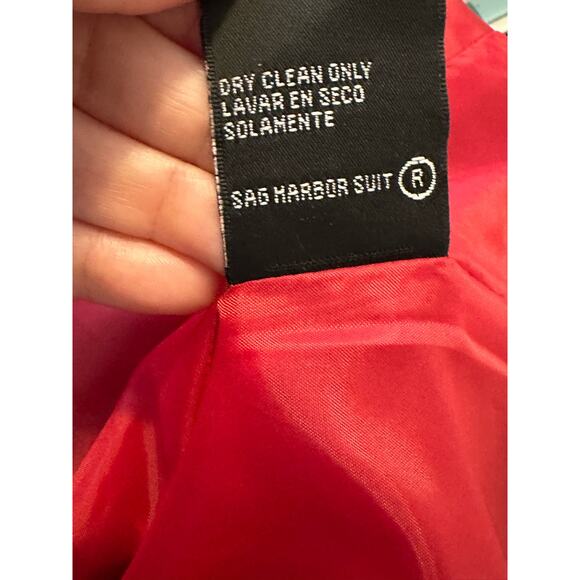 DRY CLEAN ONLY
LAVAR EN SECO
SOLAMENTE
SAG HARBOR SUIT ®